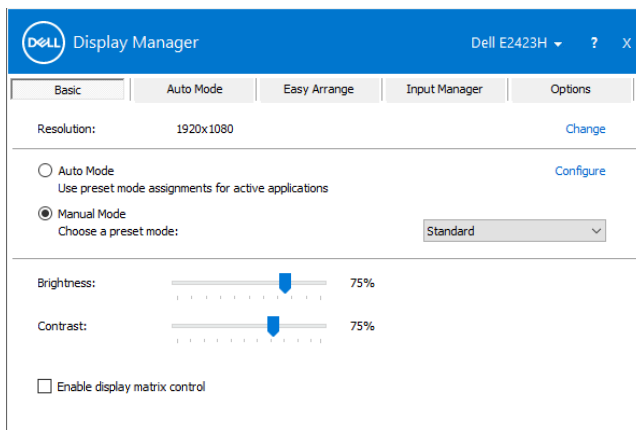 DELL Display Manager Dell E2423H ? X
Basic Auto Mode Easy Arrange Input Manager Options
Resolution: 1920x1080 Change
Auto Mode Configure
Use preset mode assignments for active applications
Manual Mode
Choose a preset mode: Standard
Brightness: 75%
Contrast: 75%
Enable display matrix control